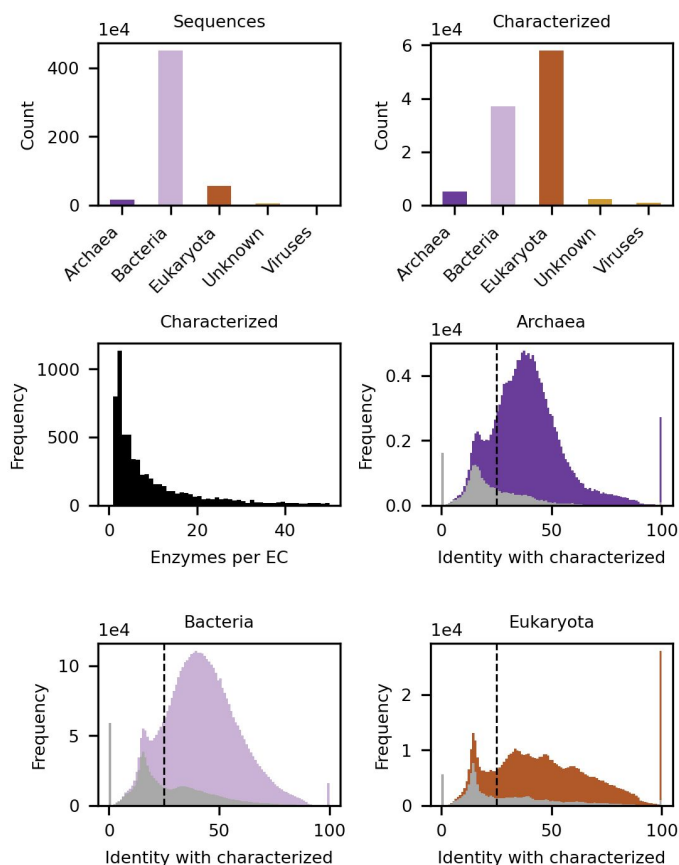 Sequences
1e4
400
200
0
Count
Archaea
Bacteria
Eukaryota
Unknown
Viruses
Characterized
1e4
6
4
2
0
Count
Archaea
Bacteria
Eukaryota
Unknown
Viruses
Characterized
1000
500
0
Frequency
0 20 40
Enzymes per EC
Archaea
1e4
0.4
0.2
0.0
Frequency
0 50 100
Identity with characterized
Bacteria
1e4
10
5
0
Frequency
0 50 100
Identity with characterized
Eukaryota
1e4
2
1
0
Frequency
0 50 100
Identity with characterized